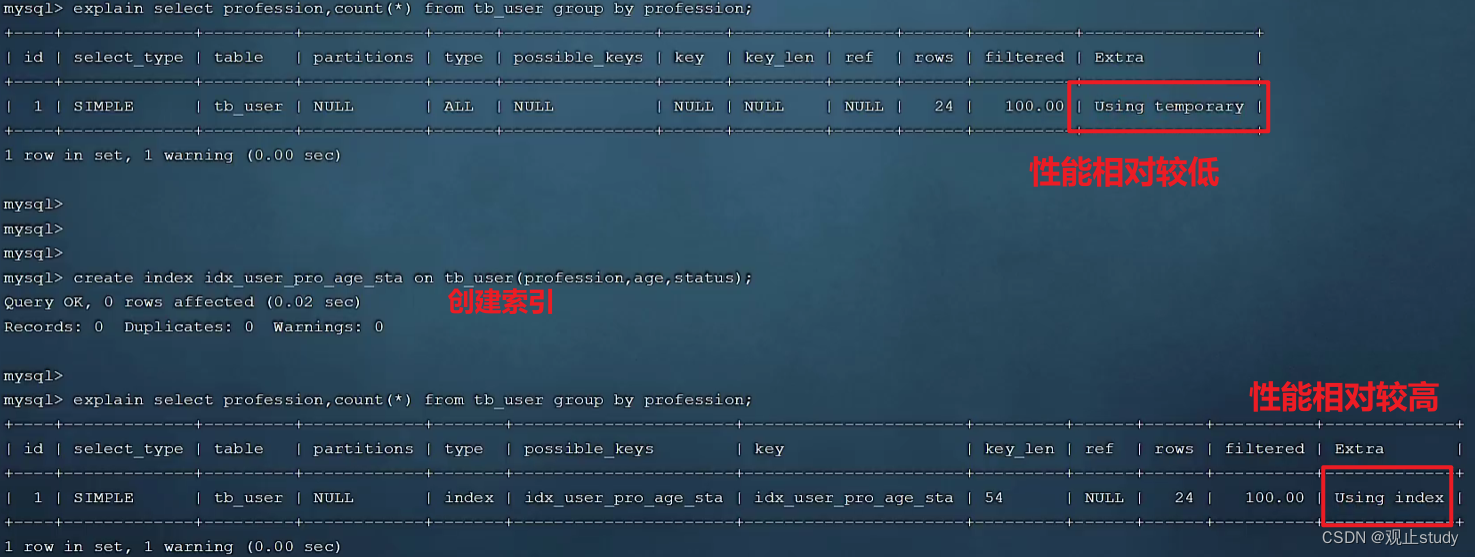 mysql> explain select profession,count(*) from tb_user group by profession;
+----+-------------+---------+------------+------+---------------+------+---------+------+------+----------+-----------------+
| id | select_type | table | partitions | type | possible_keys | key | key_len | ref | rows | filtered | Extra |
+----+-------------+---------+------------+------+---------------+------+---------+------+------+----------+-----------------+
| 1 | SIMPLE | tb_user | NULL | ALL | NULL | NULL | NULL | NULL | 24 | 100.00 | Using temporary |
+----+-------------+---------+------------+------+---------------+------+---------+------+------+----------+-----------------+
1 row in set, 1 warning (0.00 sec)
性能相对较低
mysql>
mysql>
mysql>
mysql> create index idx_user_pro_age_sta on tb_user(profession,age,status);
Query OK, 0 rows affected (0.02 sec)
创建索引
Records: 0 Duplicates: 0 Warnings: 0
mysql>
mysql> explain select profession,count(*) from tb_user group by profession;
性能相对较高
+----+-------------+---------+------------+-------+----------------------+----------------------+---------+------+------+----------+-------------+
| id | select_type | table | partitions | type | possible_keys | key | key_len | ref | rows | filtered | Extra |
+----+-------------+---------+------------+-------+----------------------+----------------------+---------+------+------+----------+-------------+
| 1 | SIMPLE | tb_user | NULL | index | idx_user_pro_age_sta | idx_user_pro_age_sta | 54 | NULL | 24 | 100.00 | Using index |
+----+-------------+---------+------------+-------+----------------------+----------------------+---------+------+------+----------+-------------+
1 row in set, 1 warning (0.00 sec)
CSDN @观止study